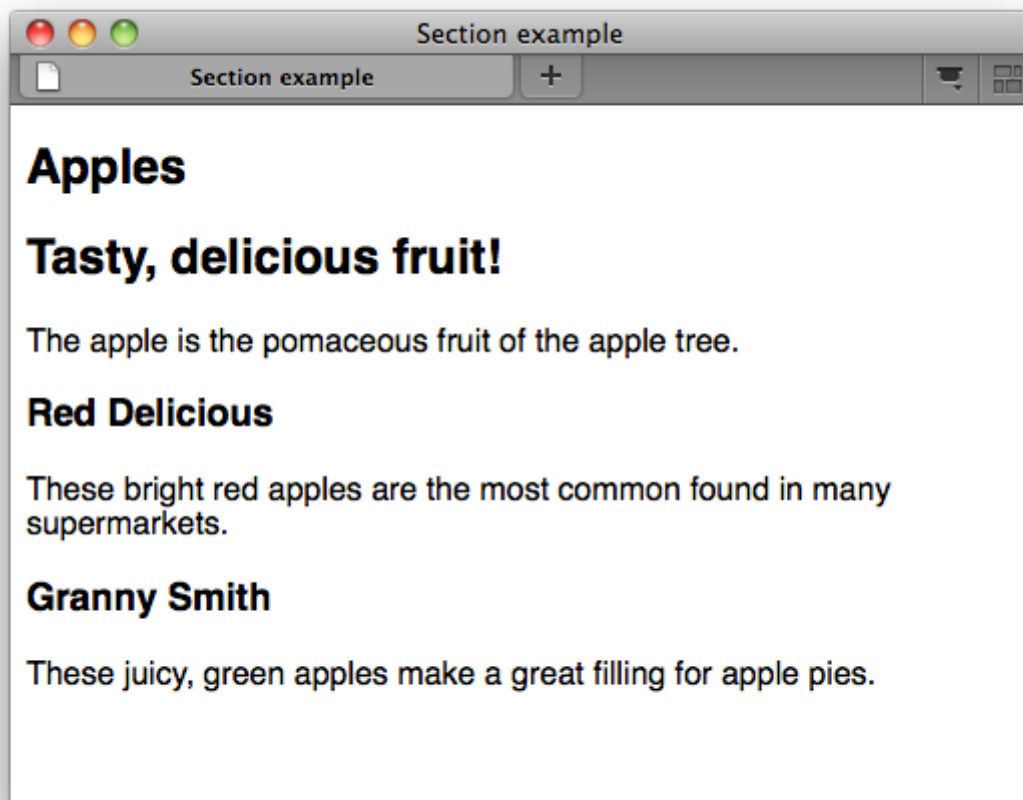 Section example
Section example
+
Apples
Tasty, delicious fruit!
The apple is the pomaceous fruit of the apple tree.
Red Delicious
These bright red apples are the most common found in many
supermarkets.
Granny Smith
These juicy, green apples make a great filling for apple pies.